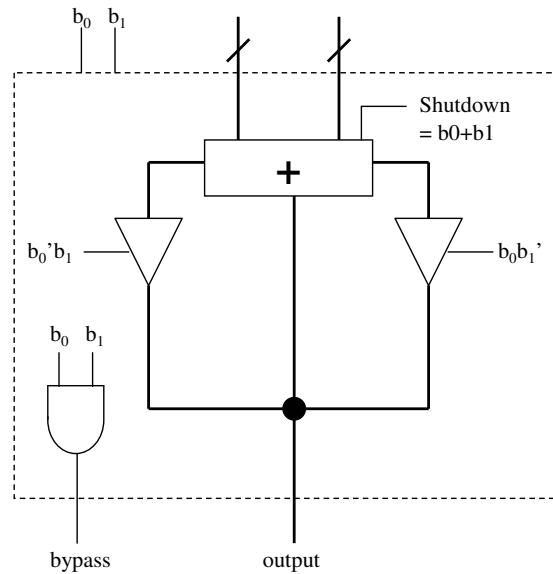 b₀ b₁
Shutdown
= b0+b1
+
b₀’b₁
b₀b₁’
b₀ b₁
bypass
output